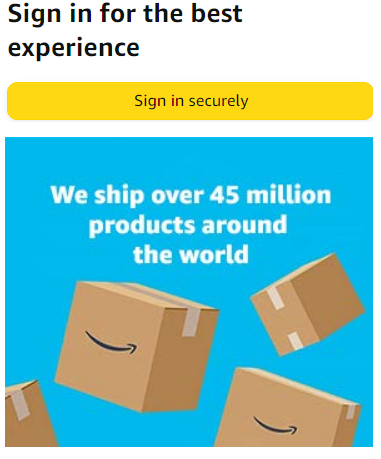 Sign in for the best
experience
Sign in securely
We ship over 45 million
products around
the world